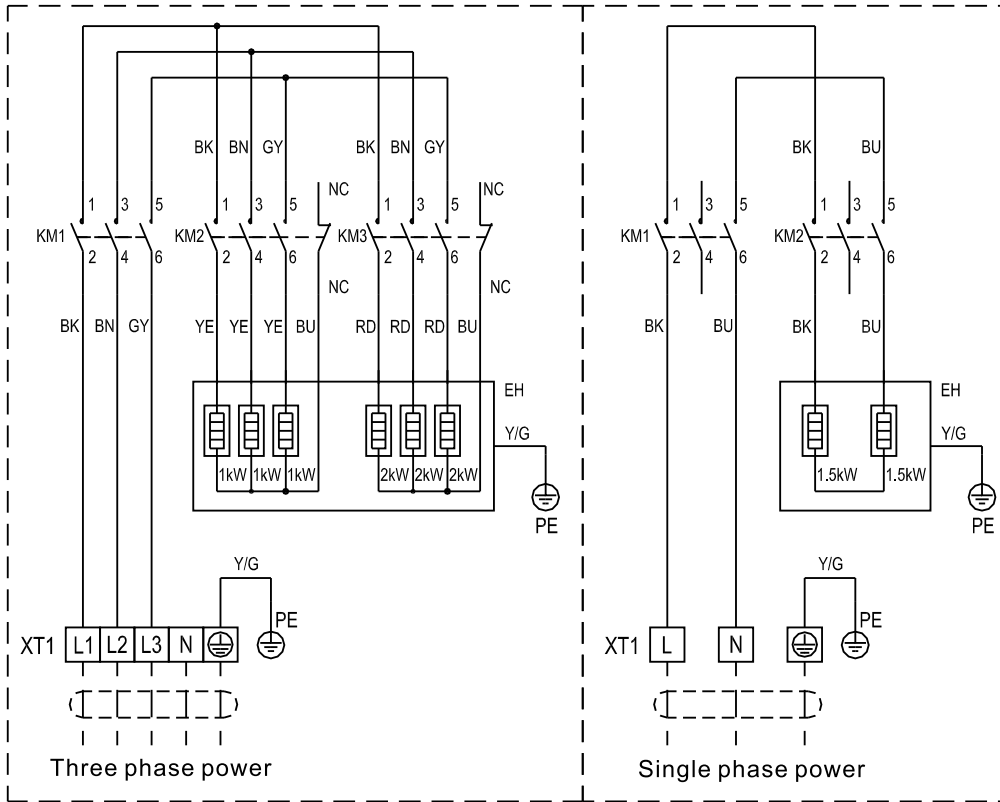 BK BN GY BK BN GY BK BU
NC NC
1 3 5 1 3 5 1 3 5 1 3 5 1 3 5
KM1 KM2 KM3 KM1 KM2
2 4 6 2 4 6 2 4 6 2 4 6 2 4 6
NC NC
BK BN GY YE YE YE BU RD RD RD BU BK BU BK BU
EH EH
Y/G Y/G
1kW 1kW 1kW 2kW 2kW 2kW 1.5kW 1.5kW
PE PE
Y/G Y/G
PE PE
XT1 L1 L2 L3 N XT1 L N
Three phase power Single phase power